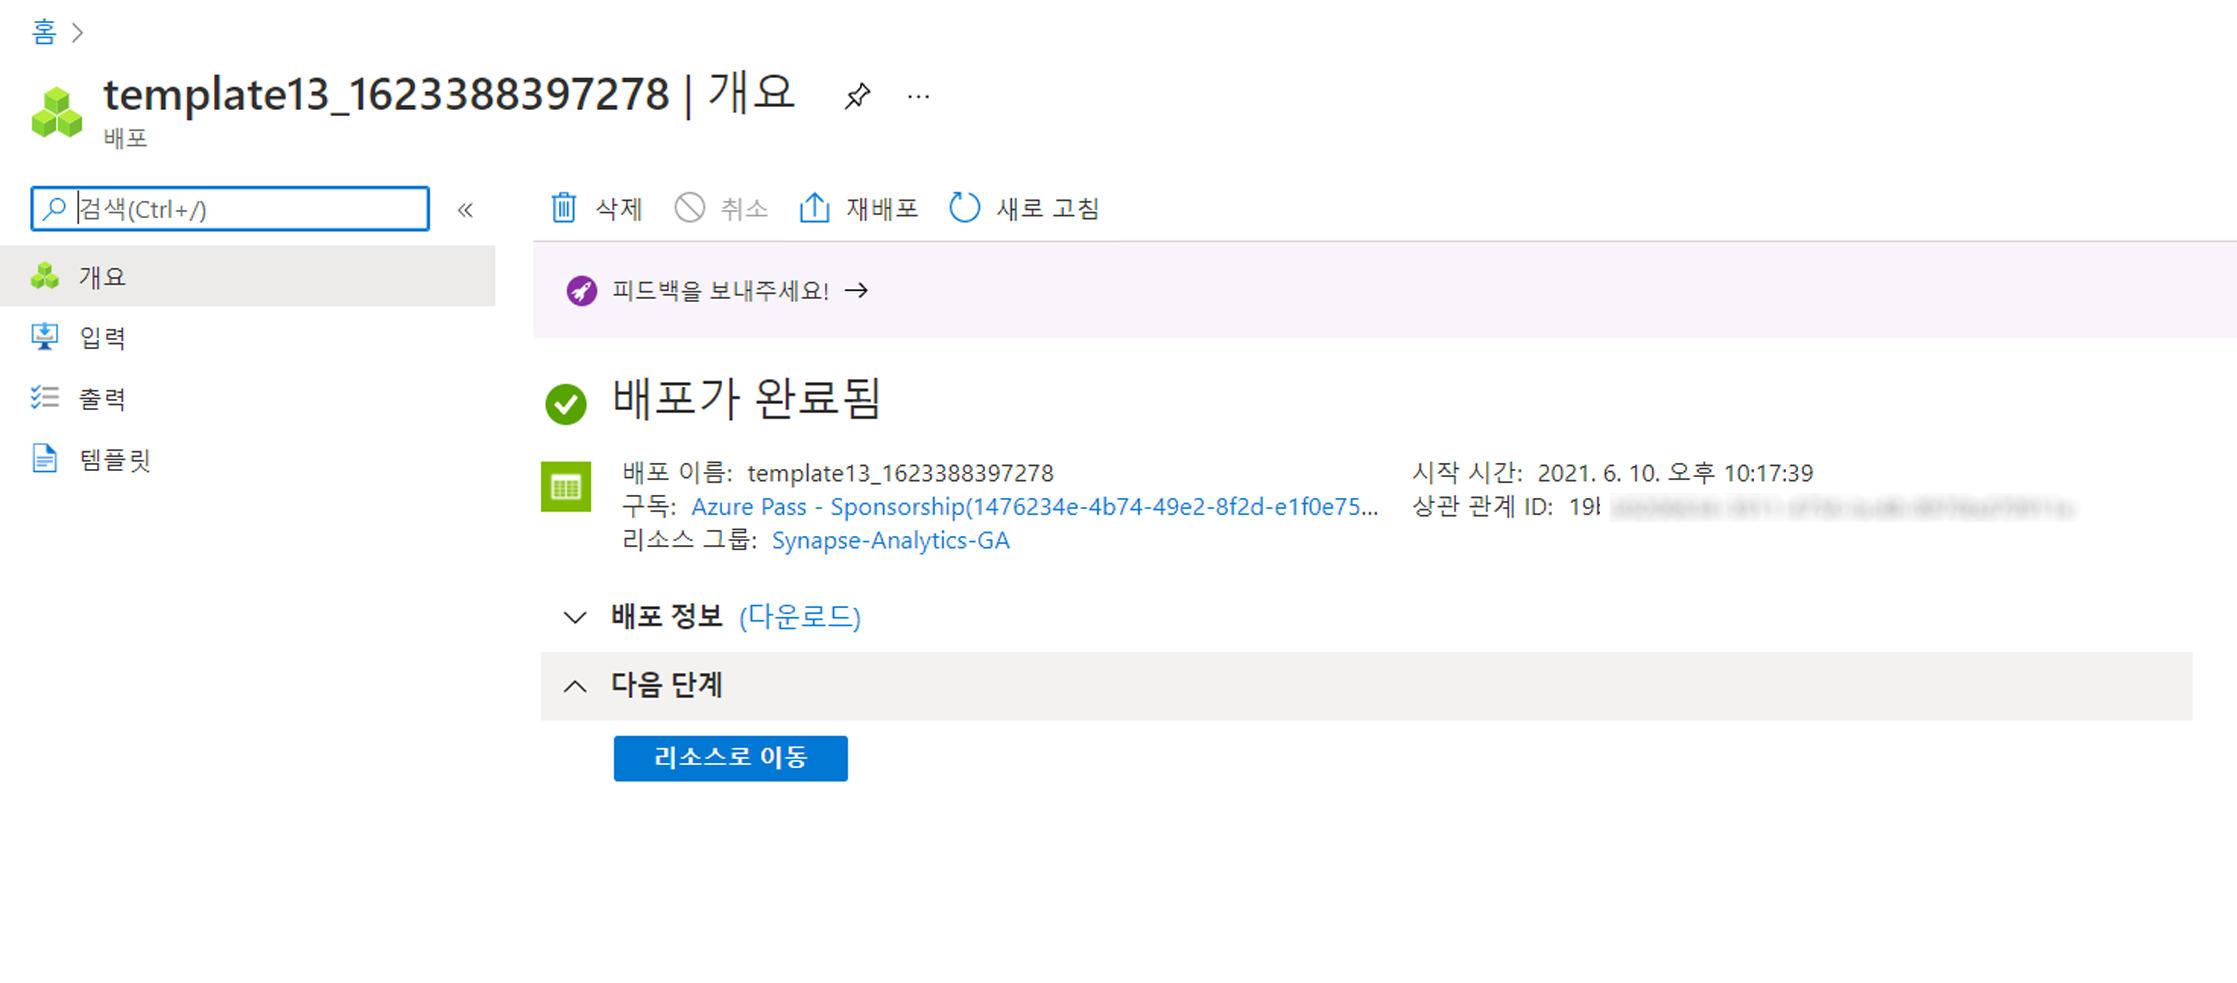 홈 >
template13_1623388397278 | 개요 ...
배포
검색(Ctrl+/) «
삭제 취소 재배포 새로 고침
개요
입력
출력
템플릿
피드백을 보내주세요! →
배포가 완료됨
배포 이름: template13_1623388397278
구독: Azure Pass - Sponsorship(1476234e-4b74-49e2-8f2d-e1f0e75...
리소스 그룹: Synapse-Analytics-GA
시작 시간: 2021. 6. 10. 오후 10:17:39
상관 관계 ID: 19b
배포 정보 (다운로드)
다음 단계
리소스로 이동